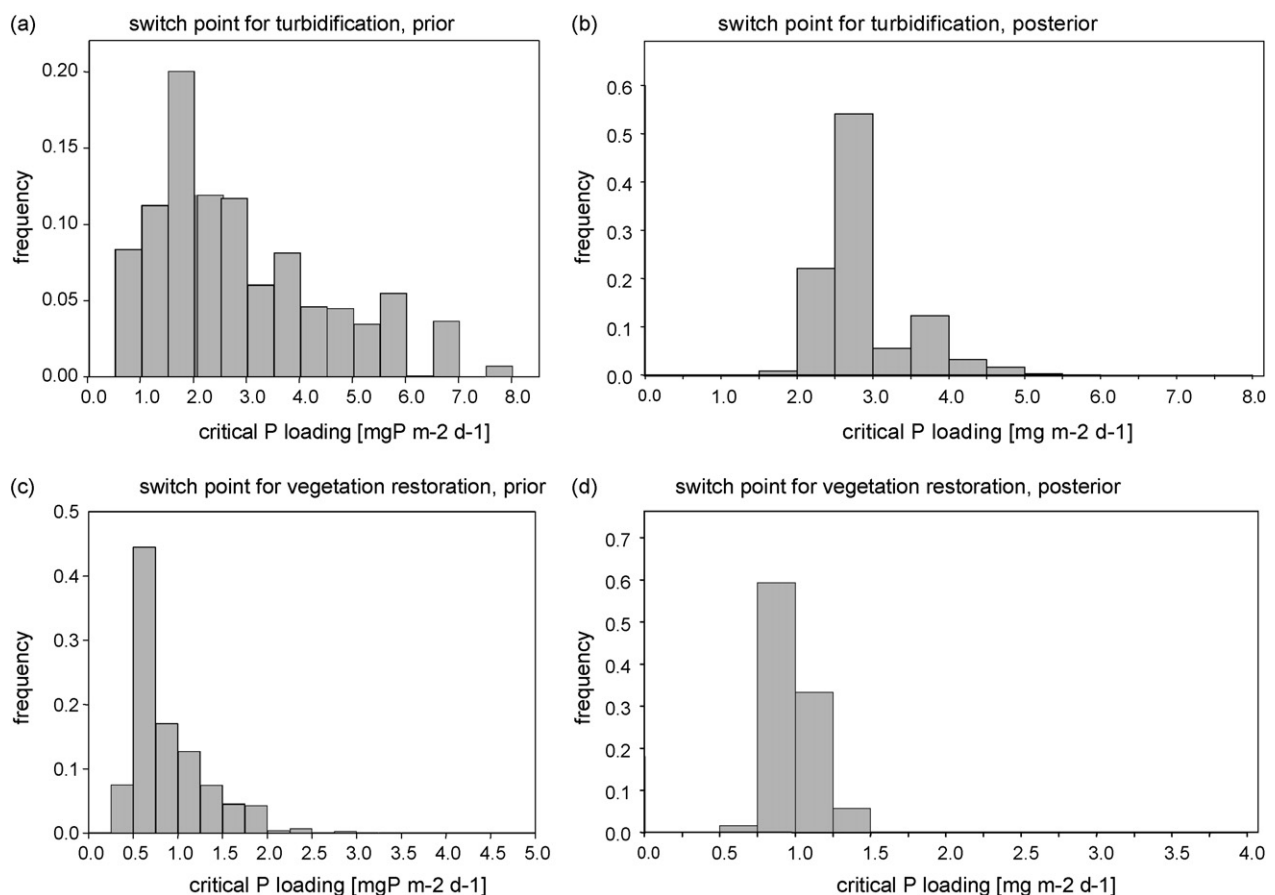 (a) switch point for turbidification, prior
frequency
0.20
0.15
0.10
0.05
0.00
0.0 1.0 2.0 3.0 4.0 5.0 6.0 7.0 8.0
critical P loading [mgP m-2 d-1]
(b) switch point for turbidification, posterior
frequency
0.6
0.5
0.4
0.3
0.2
0.1
0.0
0.0 1.0 2.0 3.0 4.0 5.0 6.0 8.0
critical P loading [mg m-2 d-1]
(c) switch point for vegetation restoration, prior
frequency
0.5
0.4
0.3
0.2
0.1
0.0
0.0 0.5 1.0 1.5 2.0 2.5 3.0 3.5 4.0 4.5 5.0
critical P loading [mgP m-2 d-1]
(d) switch point for vegetation restoration, posterior
frequency
0.7
0.6
0.5
0.4
0.3
0.2
0.1
0.0
0.0 1.0 1.5 2.0 2.5 3.0 3.5 4.0
critical P loading [mg m-2 d-1]